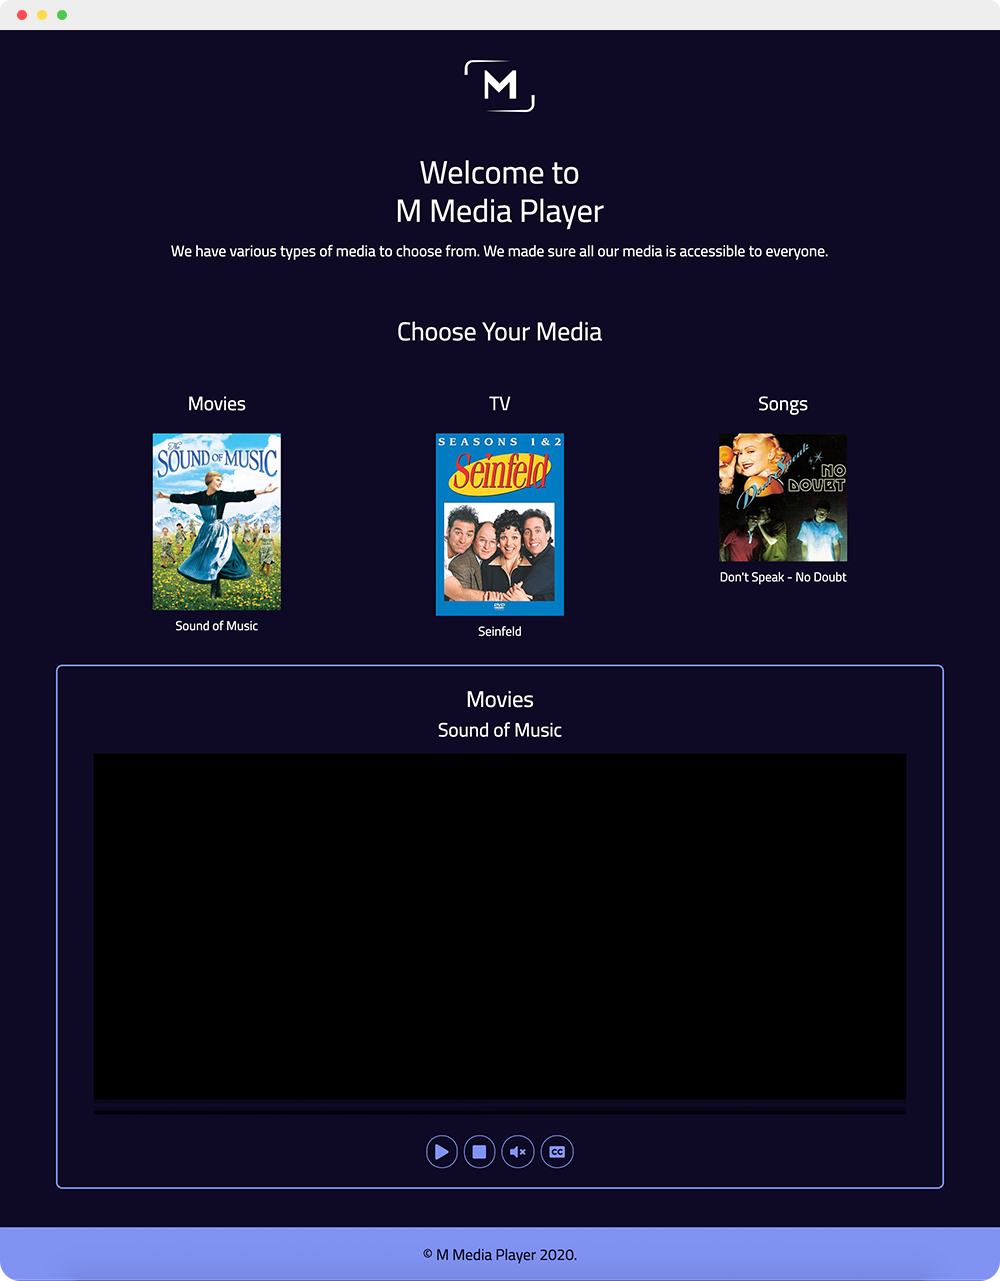 M
Welcome to
M Media Player
We have various types of media to choose from. We made sure all our media is accessible to everyone.
Choose Your Media
Movies
TV
Songs
The
SOUND OF MUSIC
Sound of Music
SEASONS 1 & 2
Seinfeld
DVD
Seinfeld
Don't Speak
NO
DOUBT
Don't Speak - No Doubt
Movies
Sound of Music
CC
© M Media Player 2020.